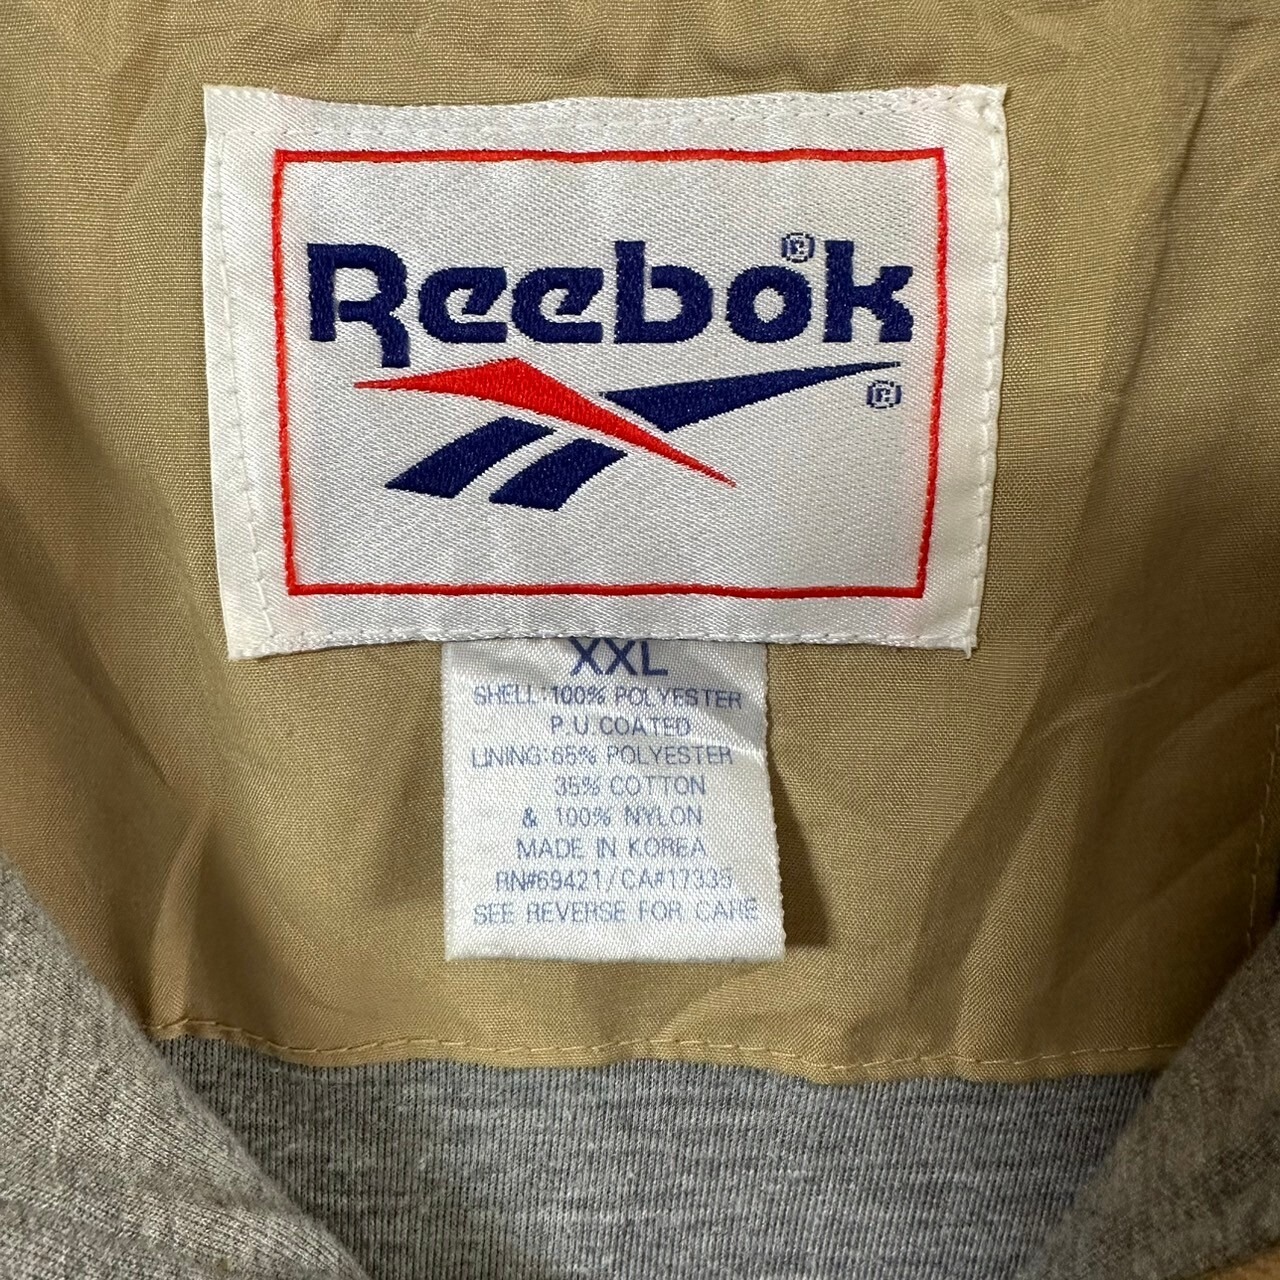 Reebok®
®
XXL
SHELL:100% POLYESTER
P.U.COATED
LINING:65% POLYESTER
35% COTTON
& 100% NYLON
MADE IN KOREA
RN#69421/CA#17335
SEE REVERSE FOR CARE